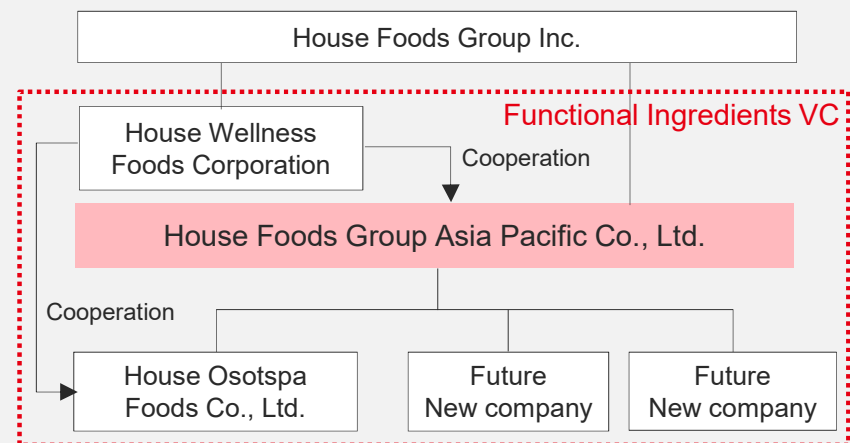 House Foods Group Inc.
Functional Ingredients VC
House Wellness
Foods Corporation
Cooperation
House Foods Group Asia Pacific Co., Ltd.
Cooperation
House Osotspa
Foods Co., Ltd.
Future
New company
Future
New company